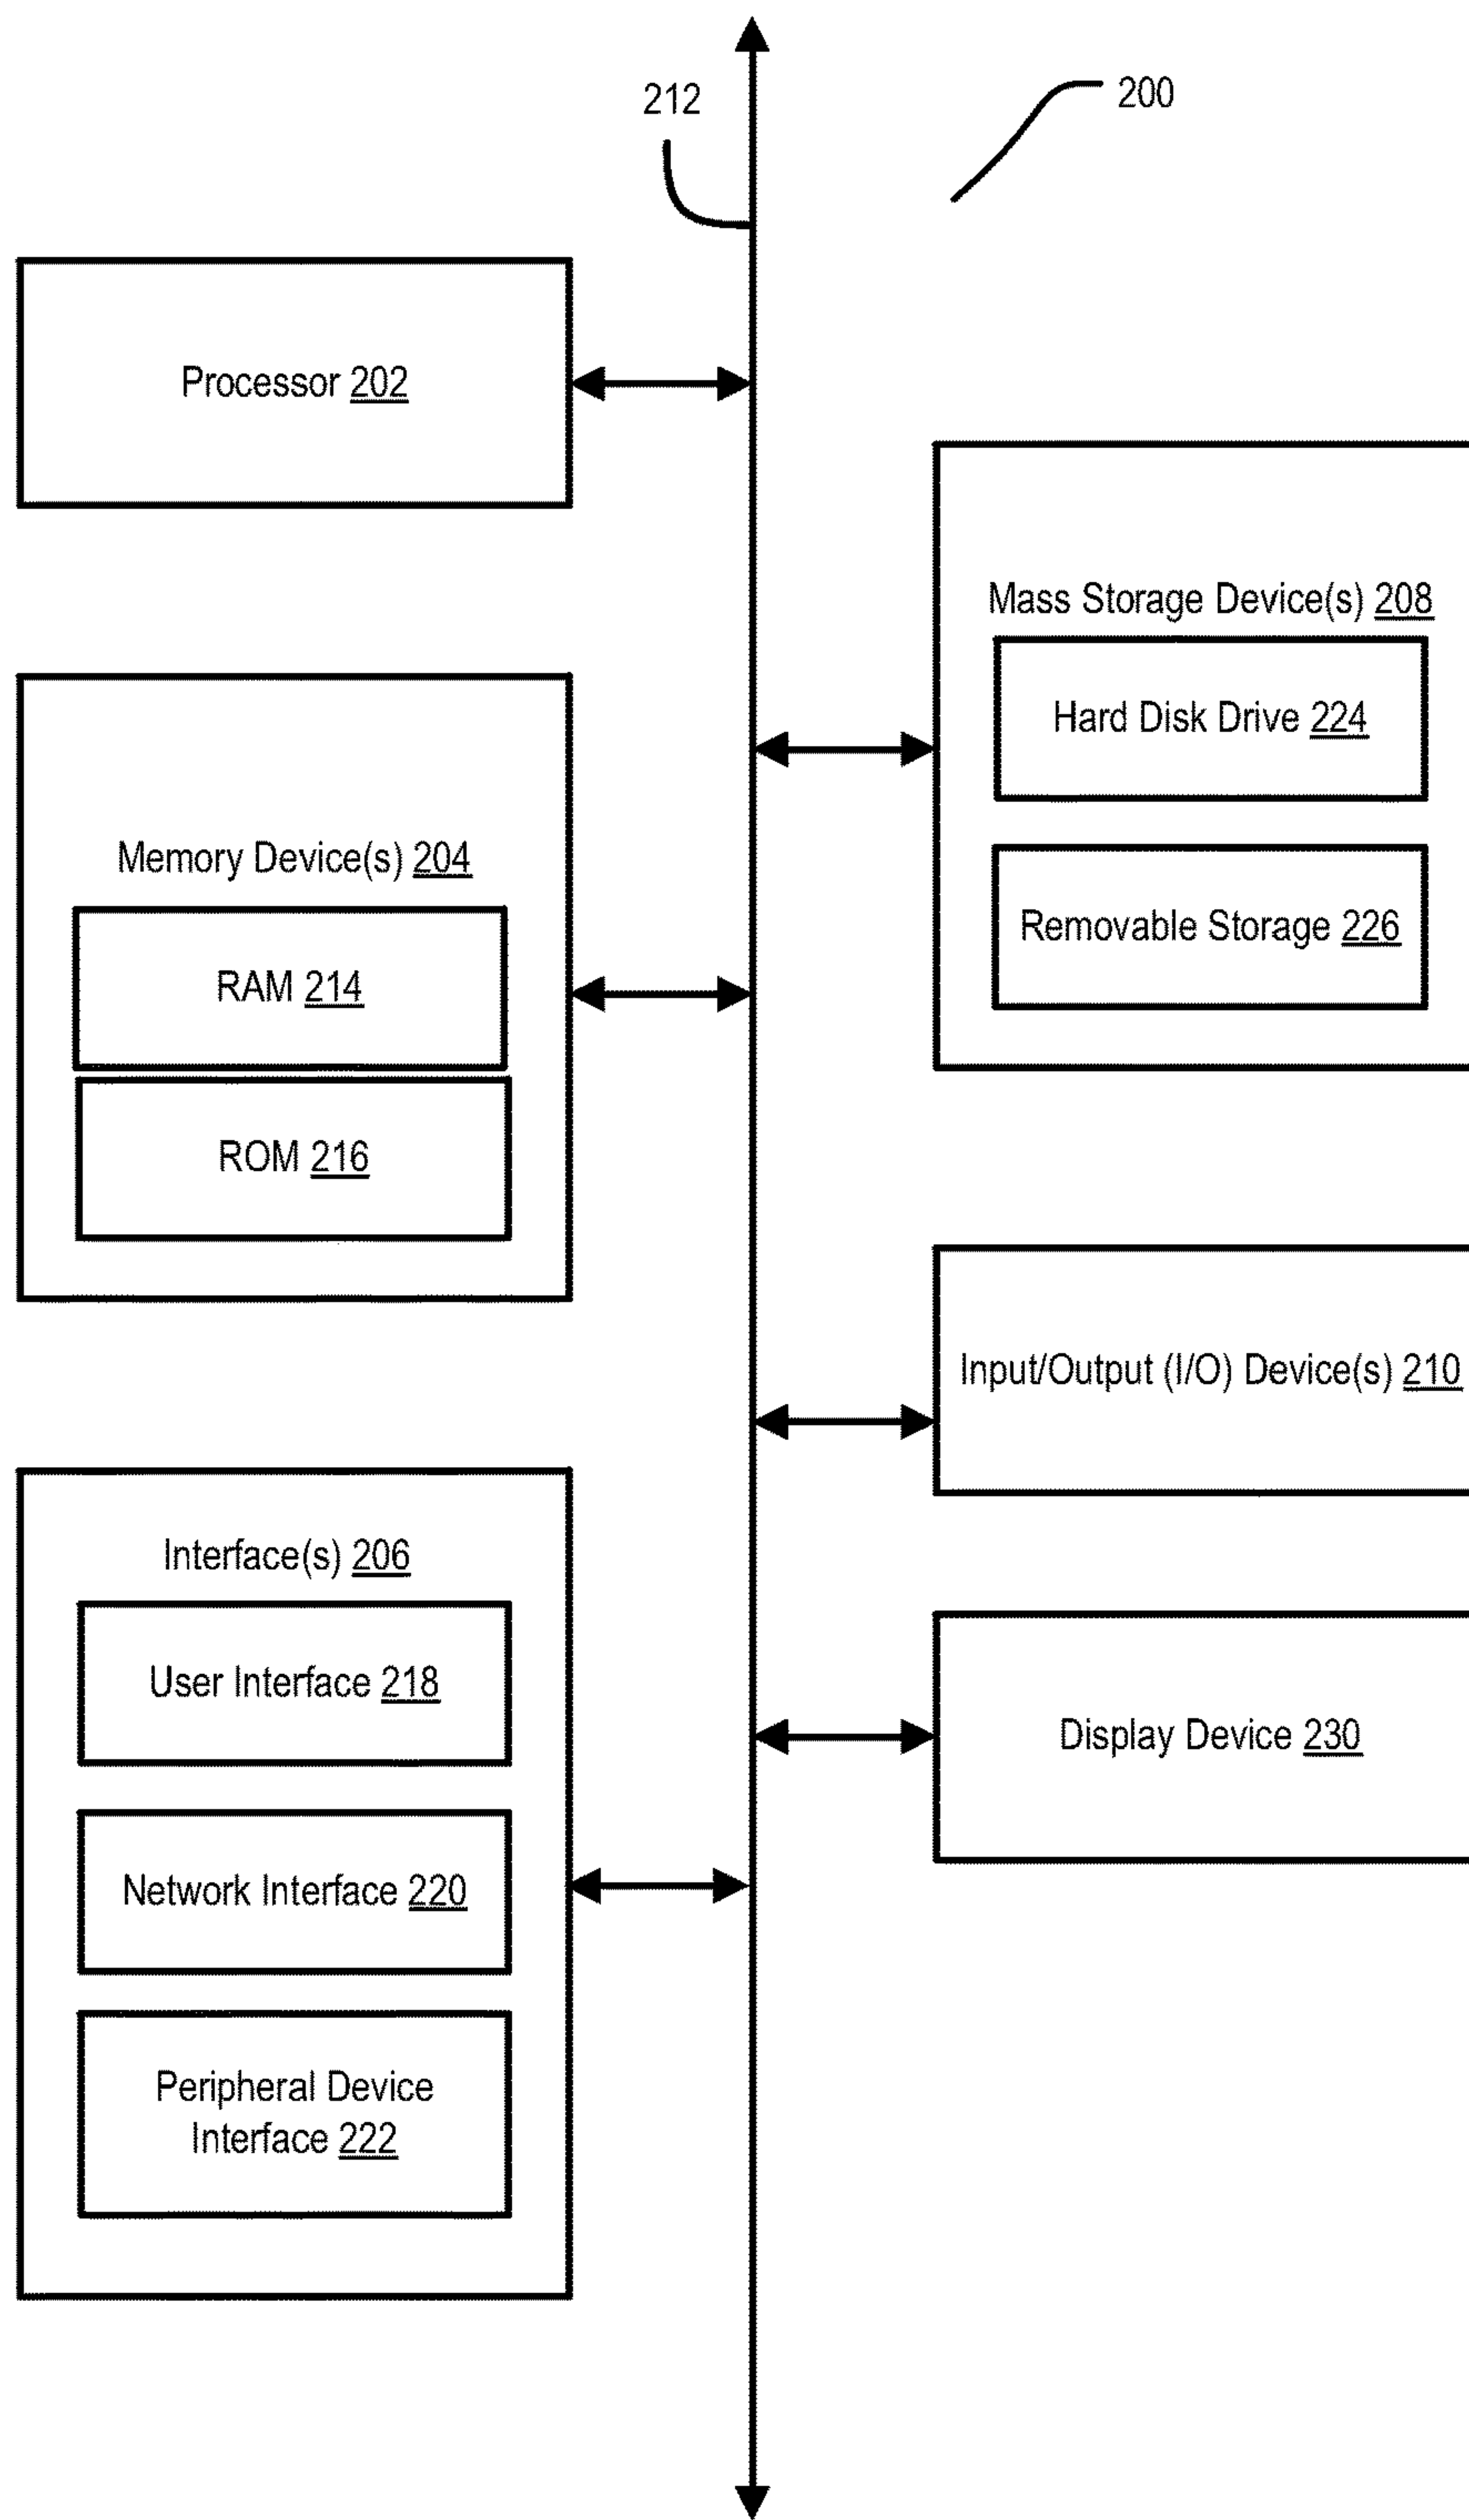 212
200
Processor 202
Mass Storage Device(s) 208
Hard Disk Drive 224
Removable Storage 226
Memory Device(s) 204
RAM 214
ROM 216
Input/Output (I/O) Device(s) 210
Interface(s) 206
User Interface 218
Network Interface 220
Peripheral Device
Interface 222
Display Device 230